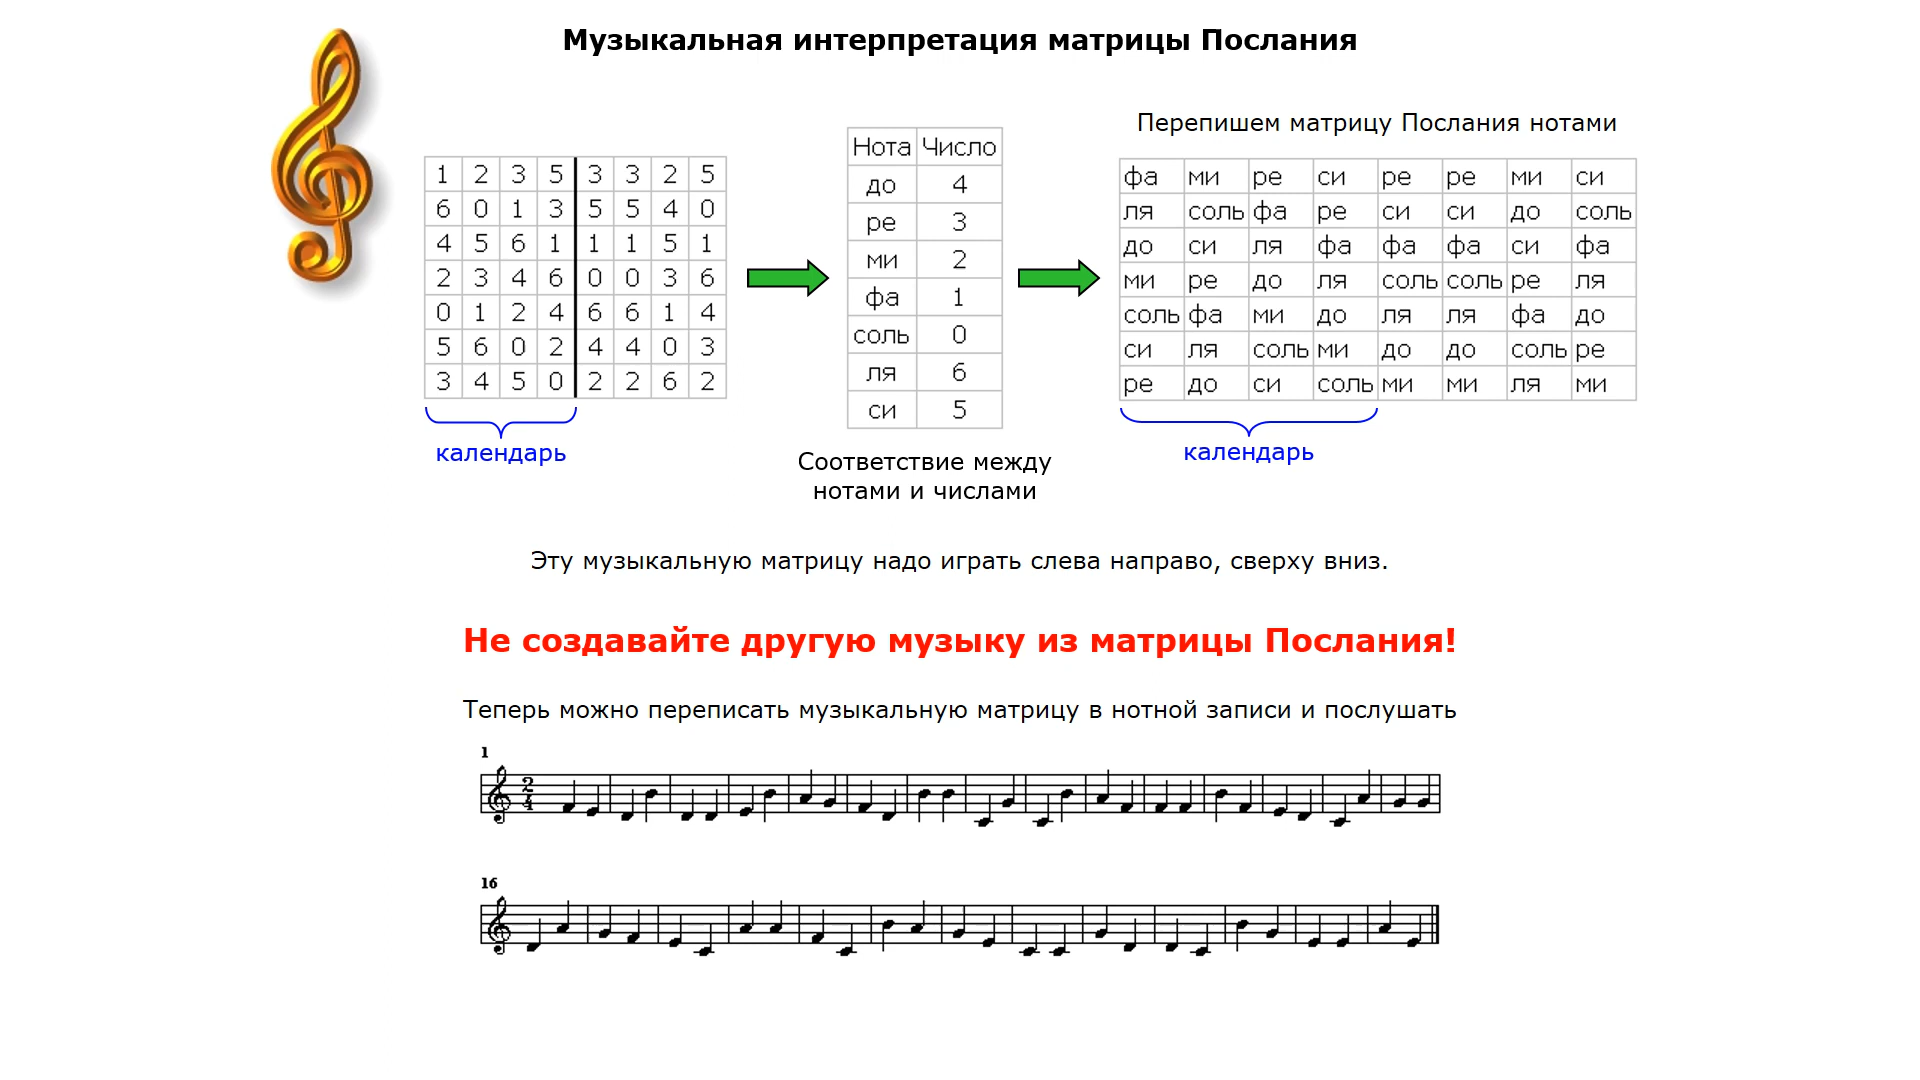 Музыкальная интерпретация матрицы Послания
1 2 3 5 3 3 2 5
6 0 1 3 5 5 4 0
4 5 6 1 1 1 5 1
2 3 4 6 0 0 3 6
0 1 2 4 6 6 1 4
5 6 0 2 4 4 0 3
3 4 5 0 2 2 6 2
календарь
Нота Число
до 4
ре 3
ми 2
фа 1
соль 0
ля 6
си 5
Соответствие между
нотами и числами
Перепишем матрицу Послания нотами
фа ми ре си ре ре ми си
ля соль фа ре си си до соль
до си ля фа фа фа си фа
ми ре до ля соль соль ре ля
соль фа ми до ля ля фа до
си ля соль ми до до соль ре
ре до си соль ми ми ля ми
календарь
Эту музыкальную матрицу надо играть слева направо, сверху вниз.
Не создавайте другую музыку из матрицы Послания!
Теперь можно переписать музыкальную матрицу в нотной записи и послушать
1
2
4
16